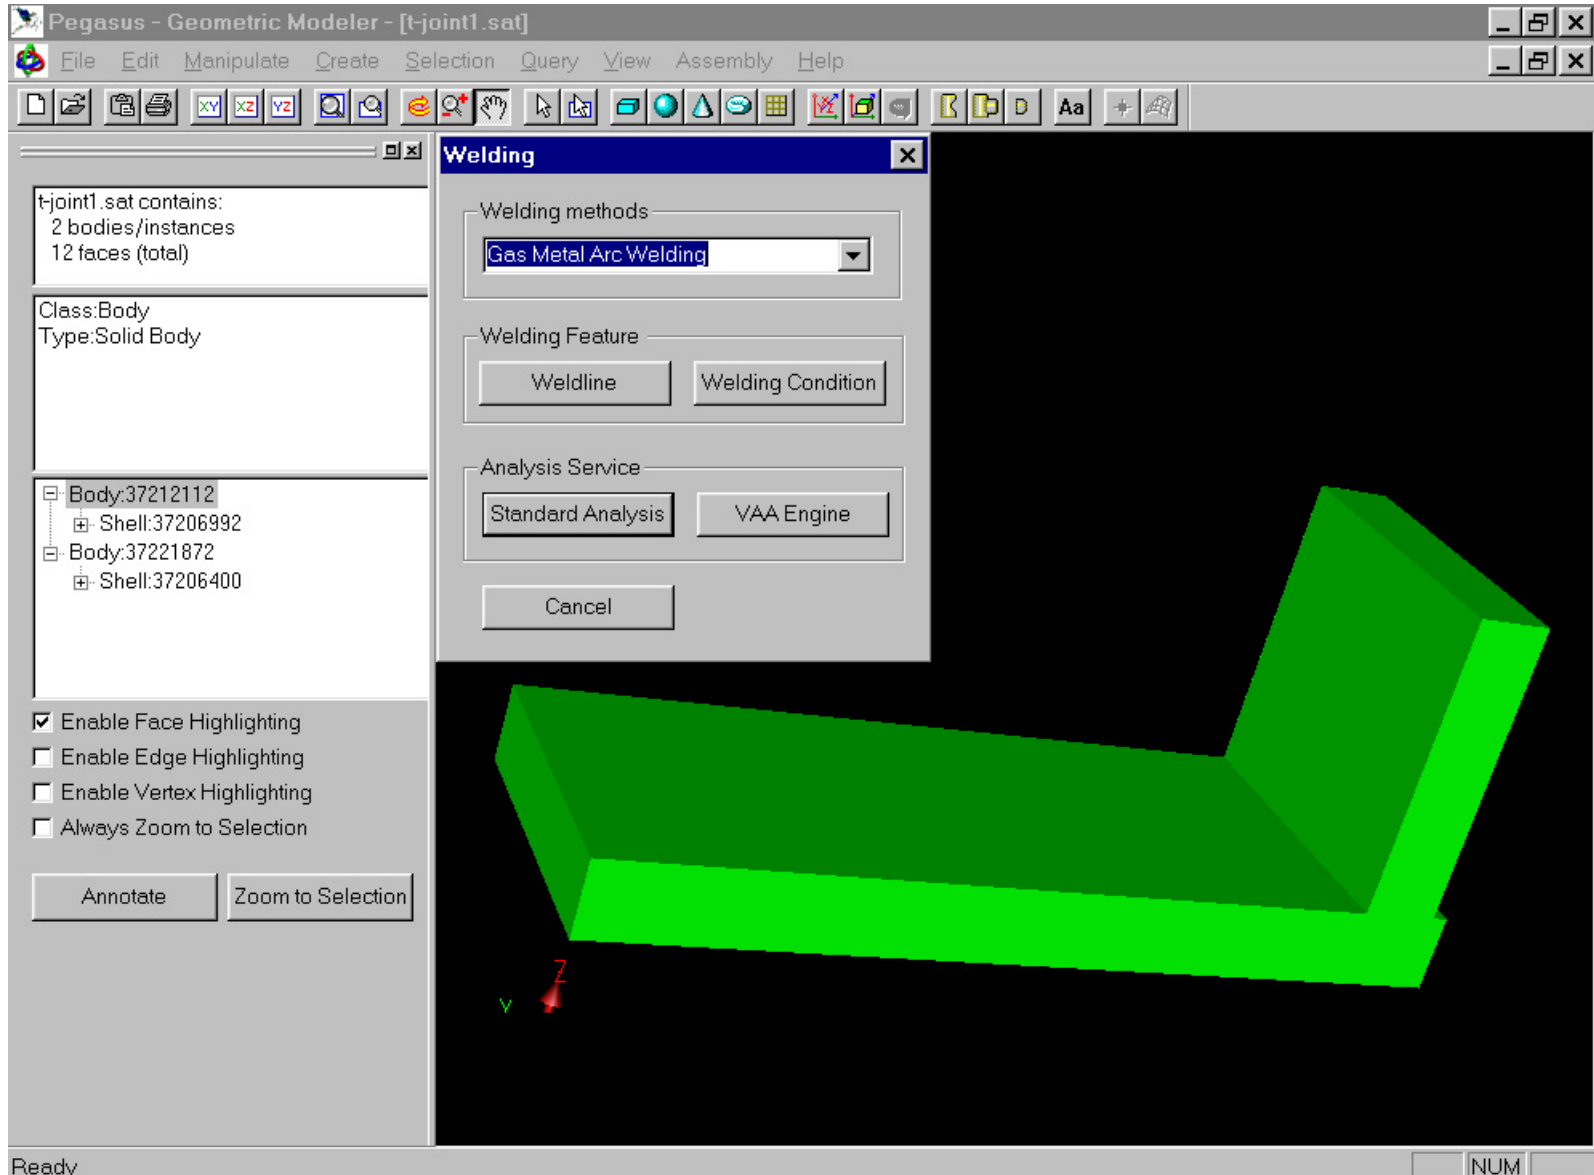 Pegasus - Geometric Modeler - [t-joint1.sat]
File Edit Manipulate Create Selection Query View Assembly Help
XY XZ YZ D Aa
Welding
t-joint1.sat contains:
2 bodies/instances
12 faces (total)
Class:Body
Type:Solid Body
Body:37212112
Shell:37206992
Body:37221872
Shell:37206400
Enable Face Highlighting
Enable Edge Highlighting
Enable Vertex Highlighting
Always Zoom to Selection
Annotate Zoom to Selection
Welding methods
Gas Metal Arc Welding
Welding Feature
Weldline Welding Condition
Analysis Service
Standard Analysis VAA Engine
Cancel
Z
Y
Ready NUM